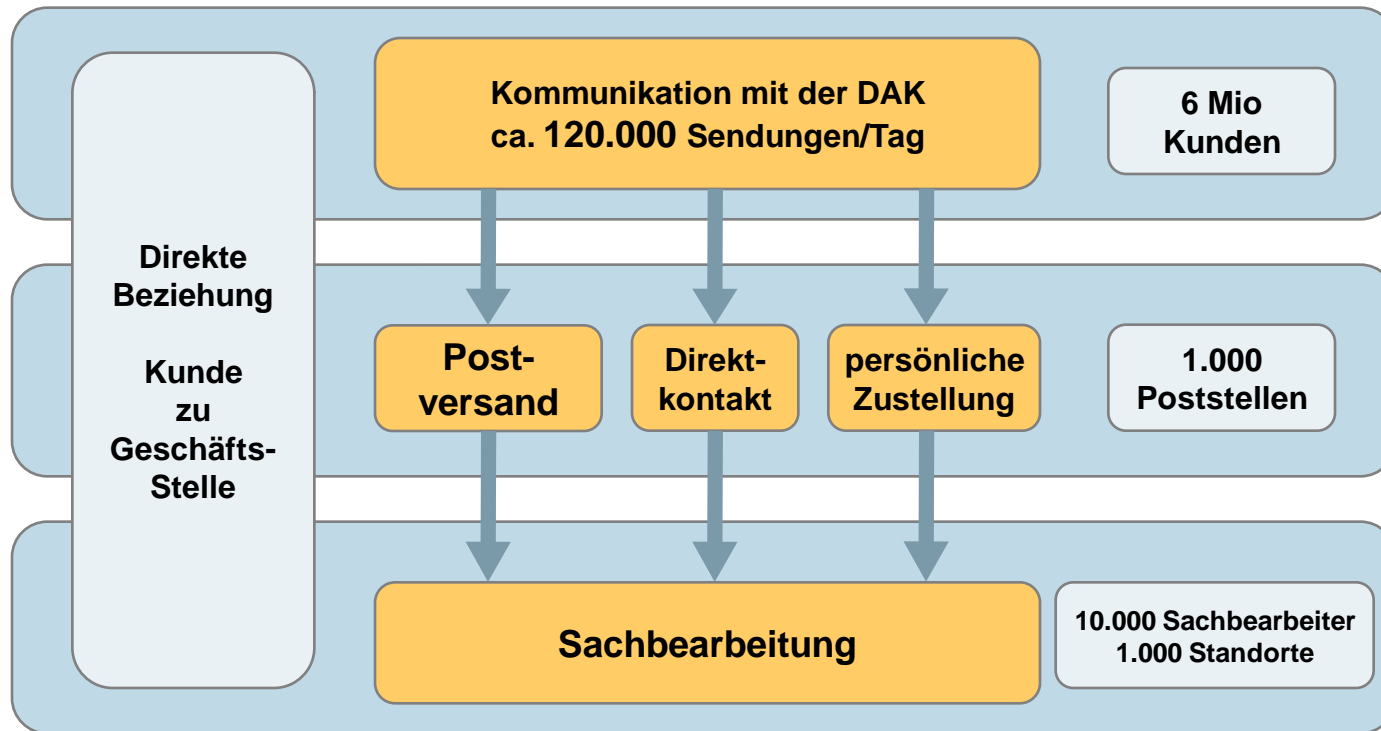 Kommunikation mit der DAK
ca. 120.000 Sendungen/Tag
6 Mio
Kunden
Direkte
Beziehung
Kunde
zu
Geschäfts-
Stelle
Post-
versand
Direkt-
kontakt
persönliche
Zustellung
1.000
Poststellen
Sachbearbeitung
10.000 Sachbearbeiter
1.000 Standorte